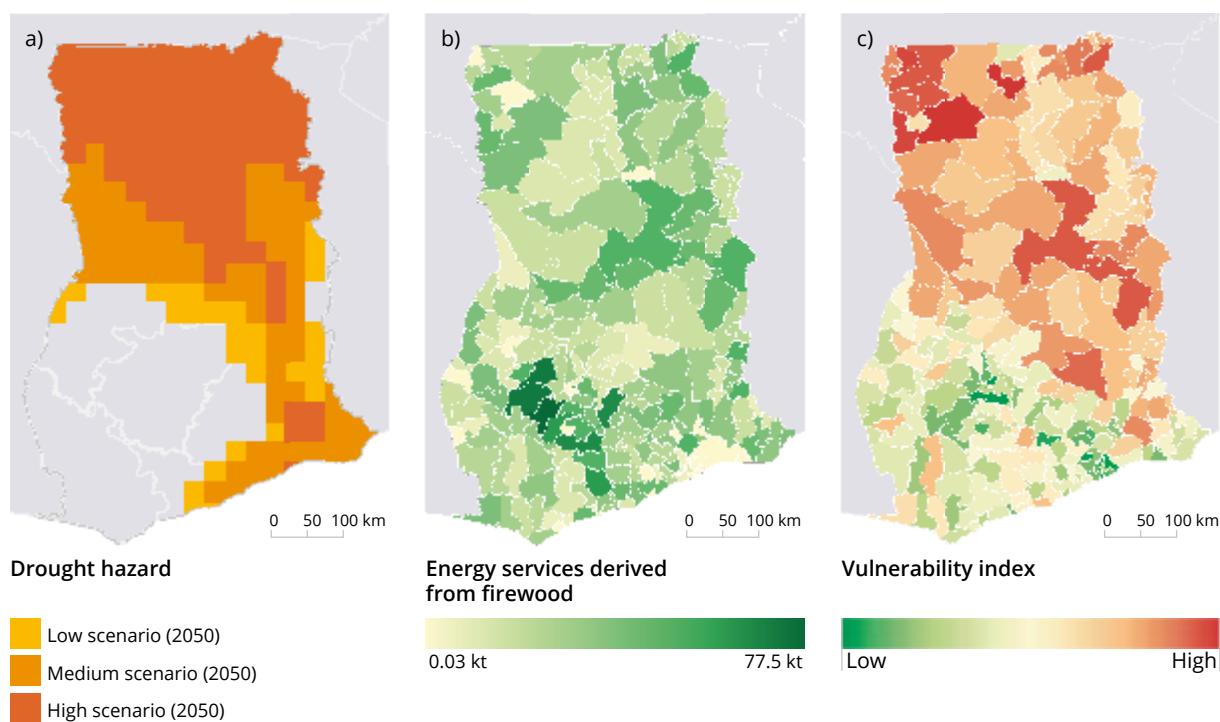 a)
b)
c)
0 50 100 km
0 50 100 km
0 50 100 km
Drought hazard
Low scenario (2050)
Medium scenario (2050)
High scenario (2050)
Energy services derived
from firewood
0.03 kt 77.5 kt
Vulnerability index
Low High